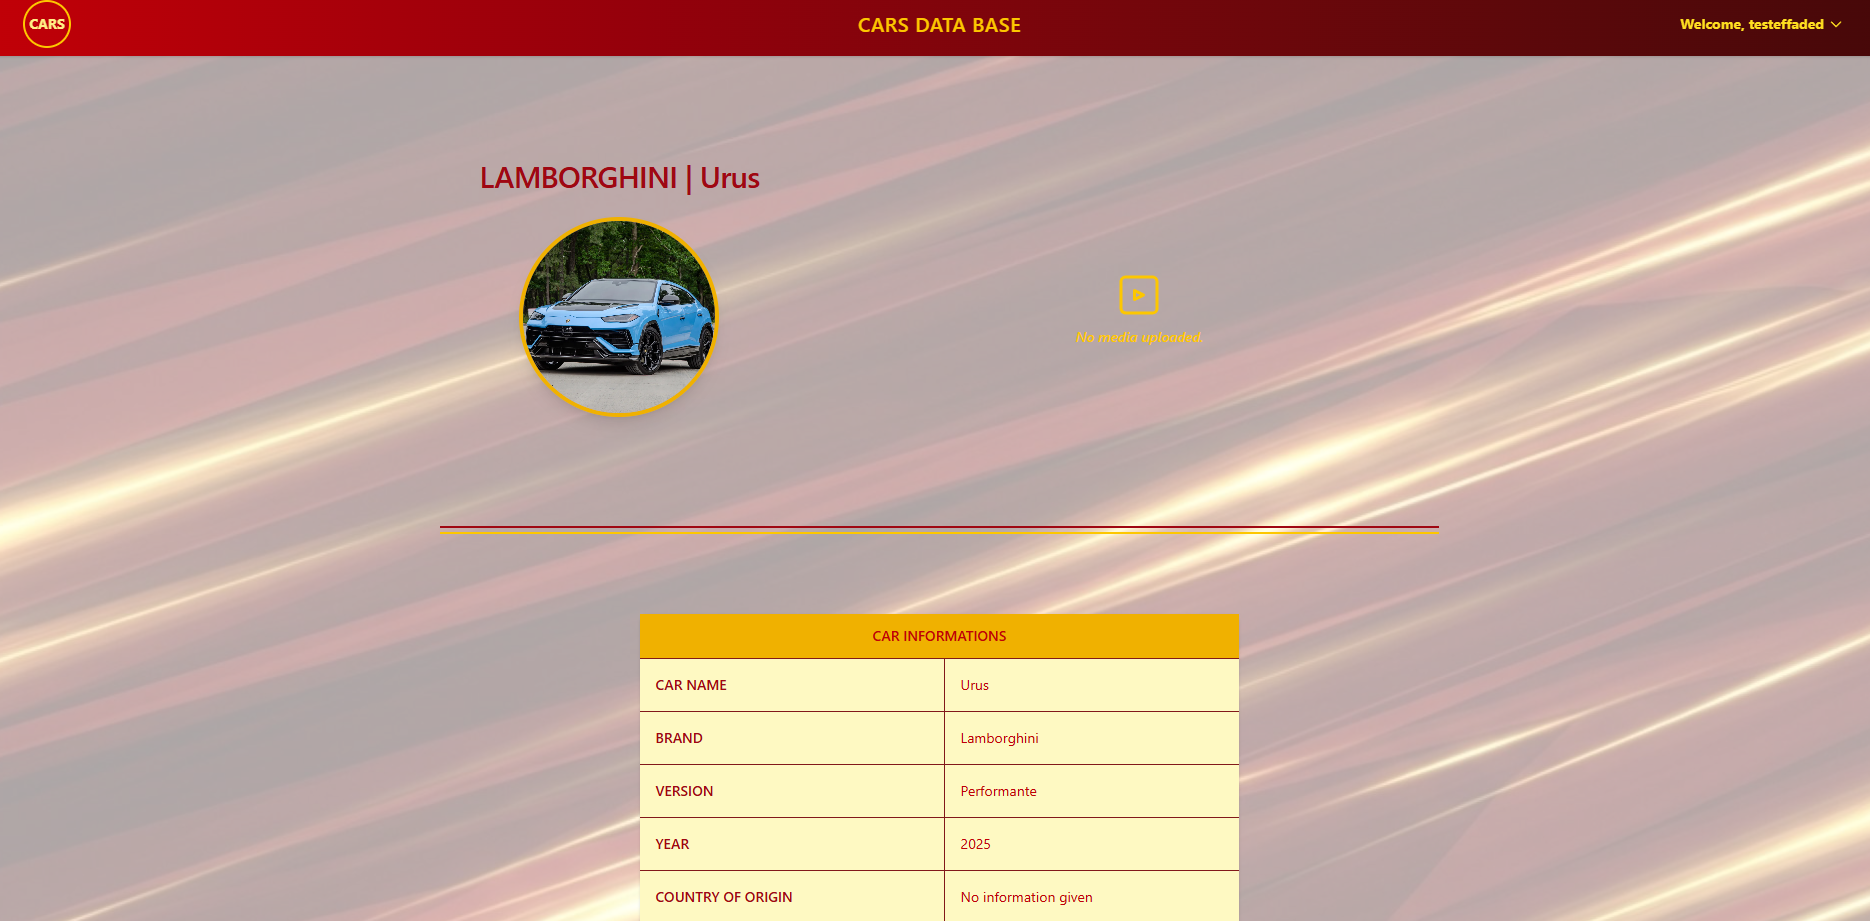 CARS
CARS DATA BASE
Welcome, testeffaded
LAMBORGHINI | Urus
No media uploaded.
CAR INFORMATIONS
CAR NAME Urus
BRAND Lamborghini
VERSION Performante
YEAR 2025
COUNTRY OF ORIGIN No information given